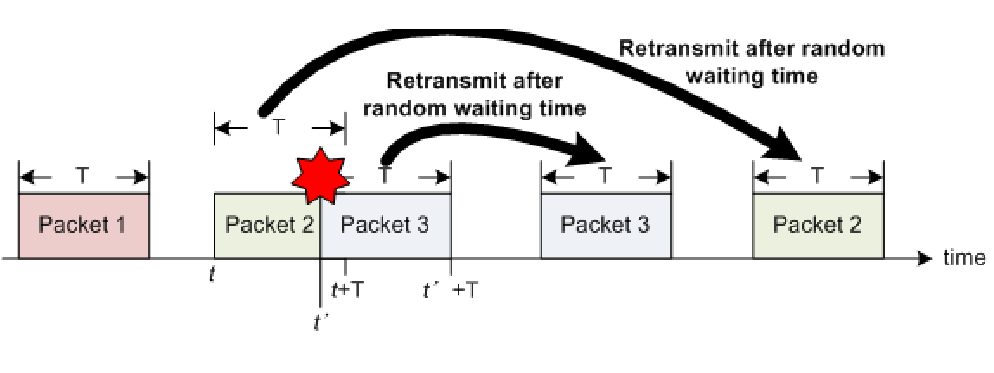 Retransmit after random
waiting time
Retransmit after
random waiting time
T
T
T
T
T
Packet 1
Packet 2
Packet 3
Packet 3
Packet 2
time
t
t+T
t´ +T
t´